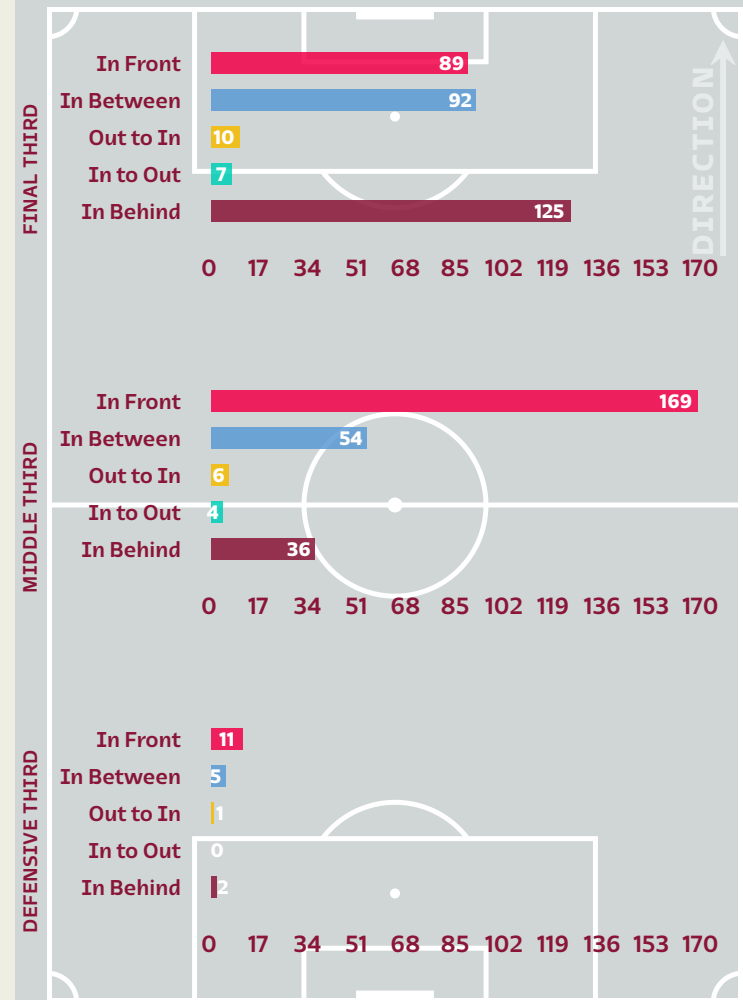 FINAL THIRD
In Front 89
In Between 92
Out to In 10
In to Out 7
In Behind 125
0 17 34 51 68 85 102 119 136 153 170
DIRECTION
MIDDLE THIRD
In Front 169
In Between 54
Out to In 6
In to Out 4
In Behind 36
0 17 34 51 68 85 102 119 136 153 170
DEFENSIVE THIRD
In Front 11
In Between 5
Out to In 1
In to Out 0
In Behind 2
0 17 34 51 68 85 102 119 136 153 170